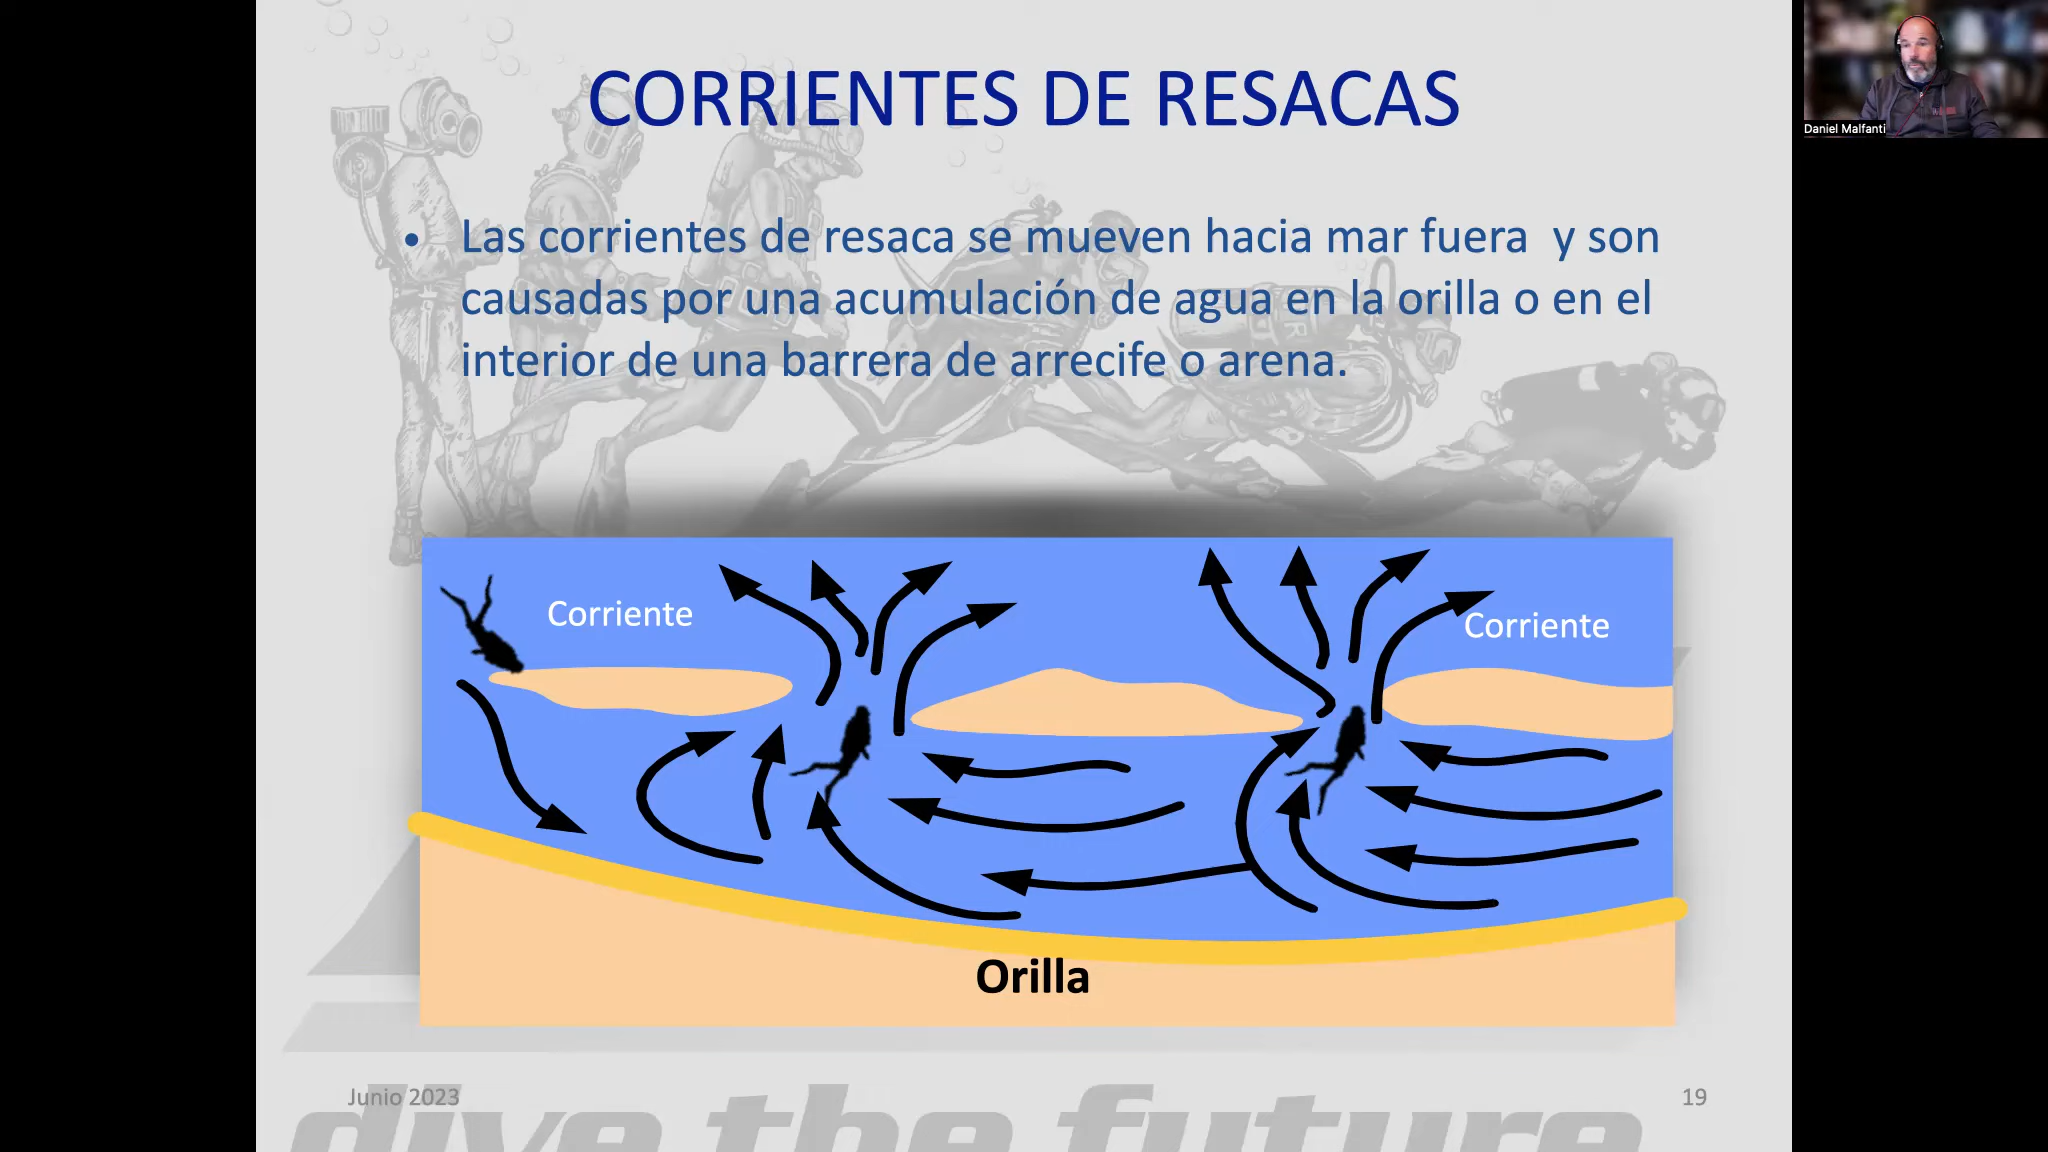 CORRIENTES DE RESACAS
Daniel Malfanti
• Las corrientes de resaca se mueven hacia mar fuera y son
causadas por una acumulación de agua en la orilla o en el
interior de una barrera de arrecife o arena.
Corriente
Corriente
Orilla
Junio 2023
19
dive the future